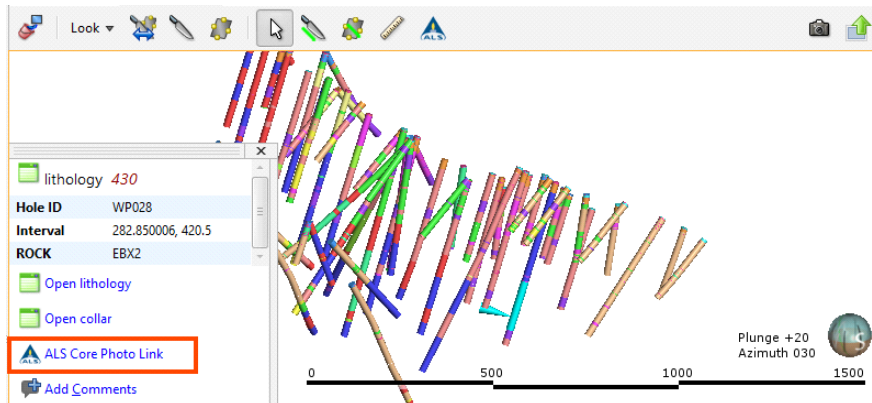 Look
ALS
x
lithology 430
Hole ID WP028
Interval 282.850006, 420.5
ROCK EBX2
Open lithology
Open collar
ALS Core Photo Link
Add Comments
Plunge +20
Azimuth 030
S
0 500 1000 1500